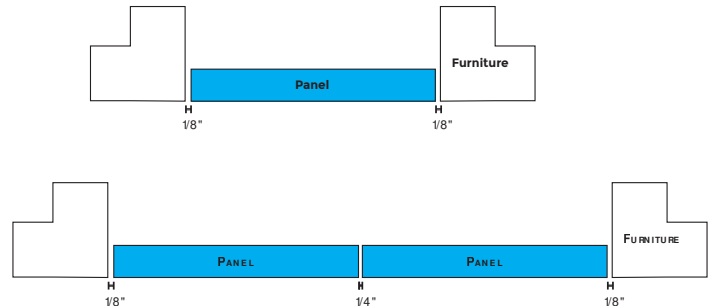 Furniture
Panel
1/8" 1/8"
FURNITURE
PANEL PANEL
1/8" 1/4" 1/8"